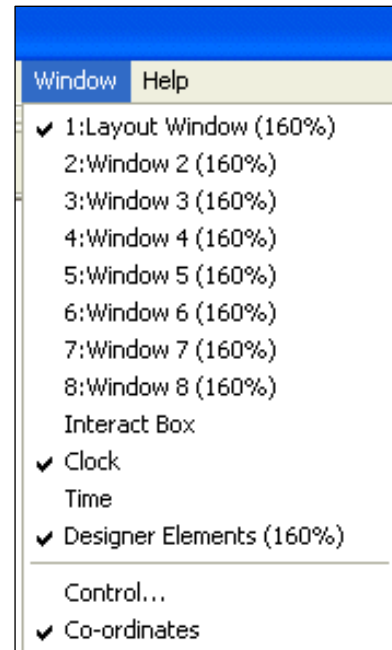 Window Help
1:Layout Window (160%)
2:Window 2 (160%)
3:Window 3 (160%)
4:Window 4 (160%)
5:Window 5 (160%)
6:Window 6 (160%)
7:Window 7 (160%)
8:Window 8 (160%)
Interact Box
Clock
Time
Designer Elements (160%)
Control...
Co-ordinates